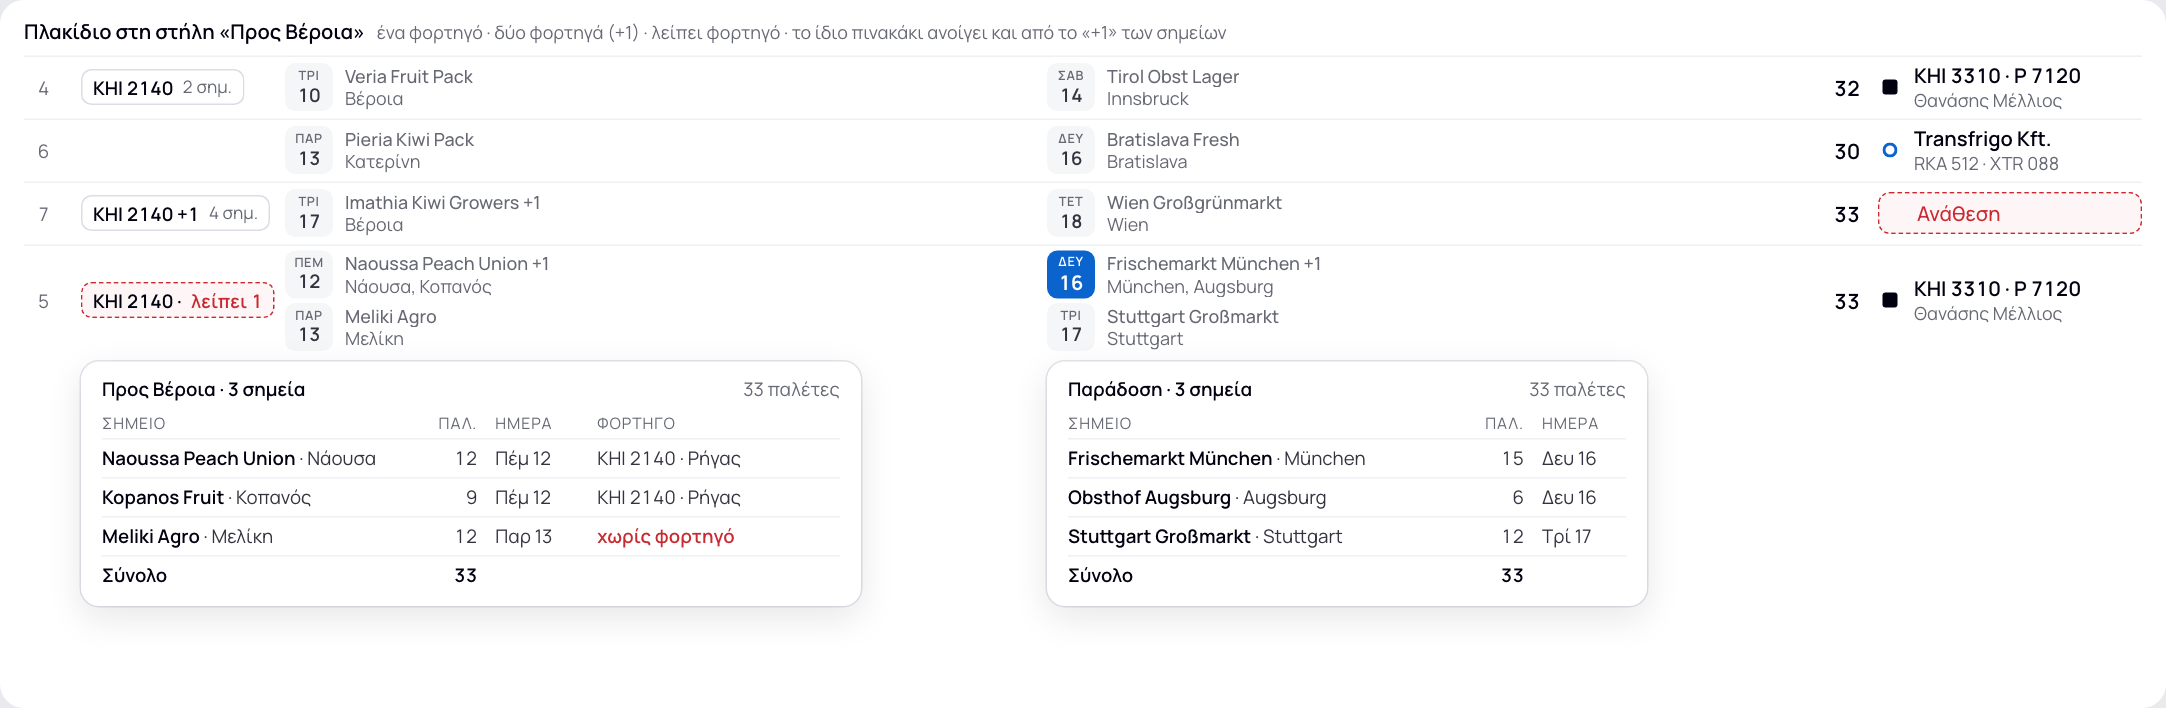 Πλακίδιο στη στήλη «Προς Βέροια» ένα φορτηγό · δύο φορτηγά (+1) · λείπει φορτηγό · το ίδιο πινακάκι ανοίγει και από το «+1» των σημείων
4 ΚΗΙ 2140 2 σημ. ΤΡΙ 10 Veria Fruit Pack Βέροια ΣΑΒ 14 Tirol Obst Lager Innsbruck 32 ΚΗΙ 3310 · P 7120 Θανάσης Μέλλιος
6 ΠΑΡ 13 Pieria Kiwi Pack Κατερίνη ΔΕΥ 16 Bratislava Fresh Bratislava 30 Transfrigo Kft. RKA 512 · XTR 088
7 ΚΗΙ 2140 +1 4 σημ. ΤΡΙ 17 Imathia Kiwi Growers +1 Βέροια ΤΕΤ 18 Wien Großgrünmarkt Wien 33 Ανάθεση
5 ΚΗΙ 2140 · λείπει 1 ΠΕΜ 12 Naoussa Peach Union +1 Νάουσα, Κοπανός ΔΕΥ 16 Frischemarkt München +1 München, Augsburg 33 ΚΗΙ 3310 · P 7120 Θανάσης Μέλλιος
ΠΑΡ 13 Meliki Agro Μελίκη ΤΡΙ 17 Stuttgart Großmarkt Stuttgart
Προς Βέροια · 3 σημεία 33 παλέτες
ΣΗΜΕΙΟ ΠΑΛ. ΗΜΕΡΑ ΦΟΡΤΗΓΟ
Naoussa Peach Union · Νάουσα 12 Πέμ 12 ΚΗΙ 2140 · Ρήγας
Kopanos Fruit · Κοπανός 9 Πέμ 12 ΚΗΙ 2140 · Ρήγας
Meliki Agro · Μελίκη 12 Παρ 13 χωρίς φορτηγό
Σύνολο 33
Παράδοση · 3 σημεία 33 παλέτες
ΣΗΜΕΙΟ ΠΑΛ. ΗΜΕΡΑ
Frischemarkt München · München 15 Δευ 16
Obsthof Augsburg · Augsburg 6 Δευ 16
Stuttgart Großmarkt · Stuttgart 12 Τρί 17
Σύνολο 33